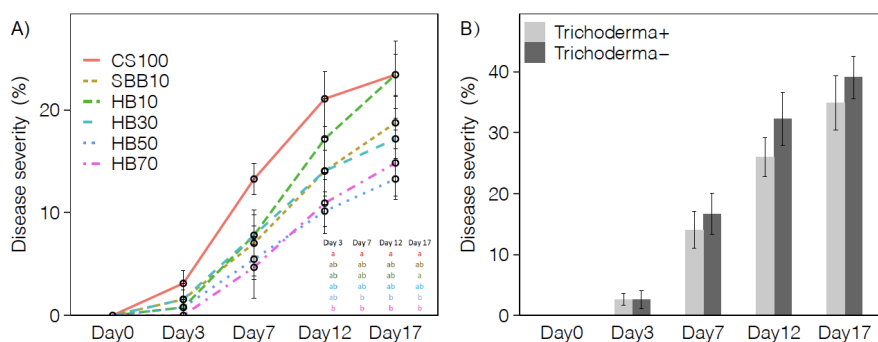 A)
Disease severity (%)
20
10
0
CS100
SBB10
HB10
HB30
HB50
HB70
Day 3 Day 7 Day 12 Day 17
a a a a
ab ab ab ab
ab ab ab a
ab ab ab ab
ab b b b
b b b b
Day0 Day3 Day7 Day12 Day17
B)
Trichoderma+
Trichoderma−
Disease severity (%)
40
30
20
10
0
Day0 Day3 Day7 Day12 Day17